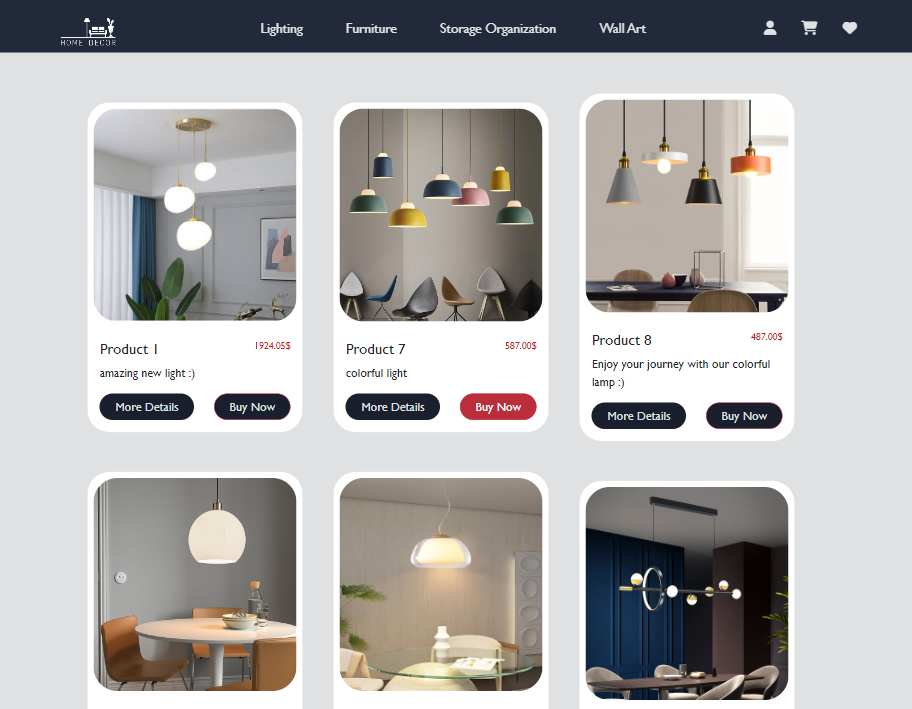 HOME DECOR
Lighting
Furniture
Storage Organization
Wall Art
Product 1
1924.05$
amazing new light :)
More Details
Buy Now
Product 7
587.00$
colorful light
More Details
Buy Now
Product 8
487.00$
Enjoy your journey with our colorful
lamp :)
More Details
Buy Now